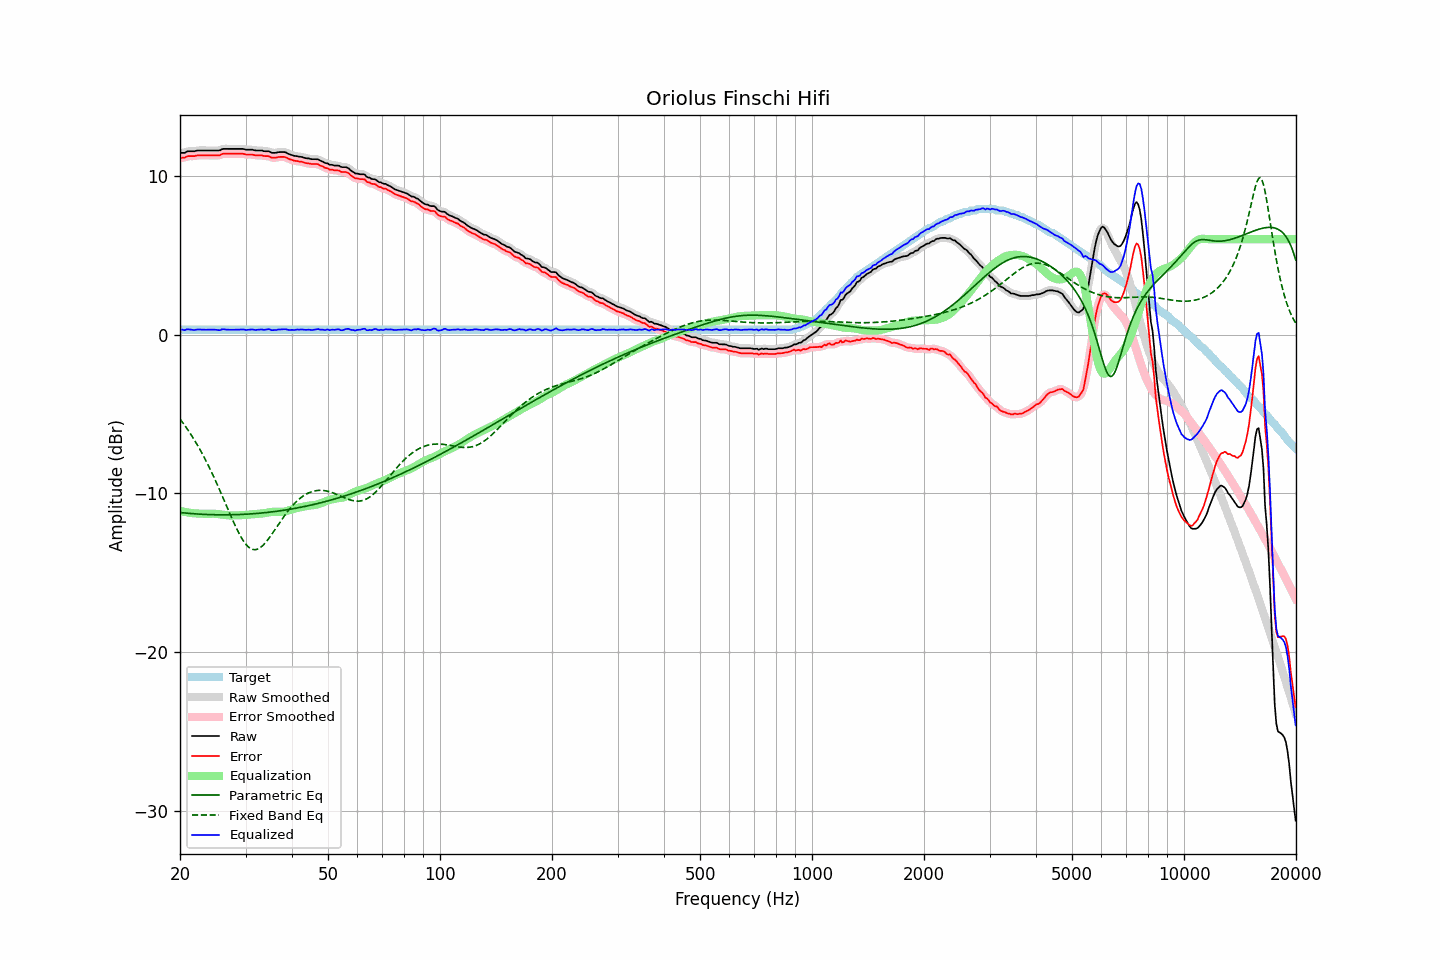 Oriolus Finschi Hifi
Amplitude (dBr)
10
0
−10
−20
−30
Target
Raw Smoothed
Error Smoothed
Raw
Error
Equalization
Parametric Eq
Fixed Band Eq
Equalized
20 50 100 200 500 1000 2000 5000 10000 20000
Frequency (Hz)